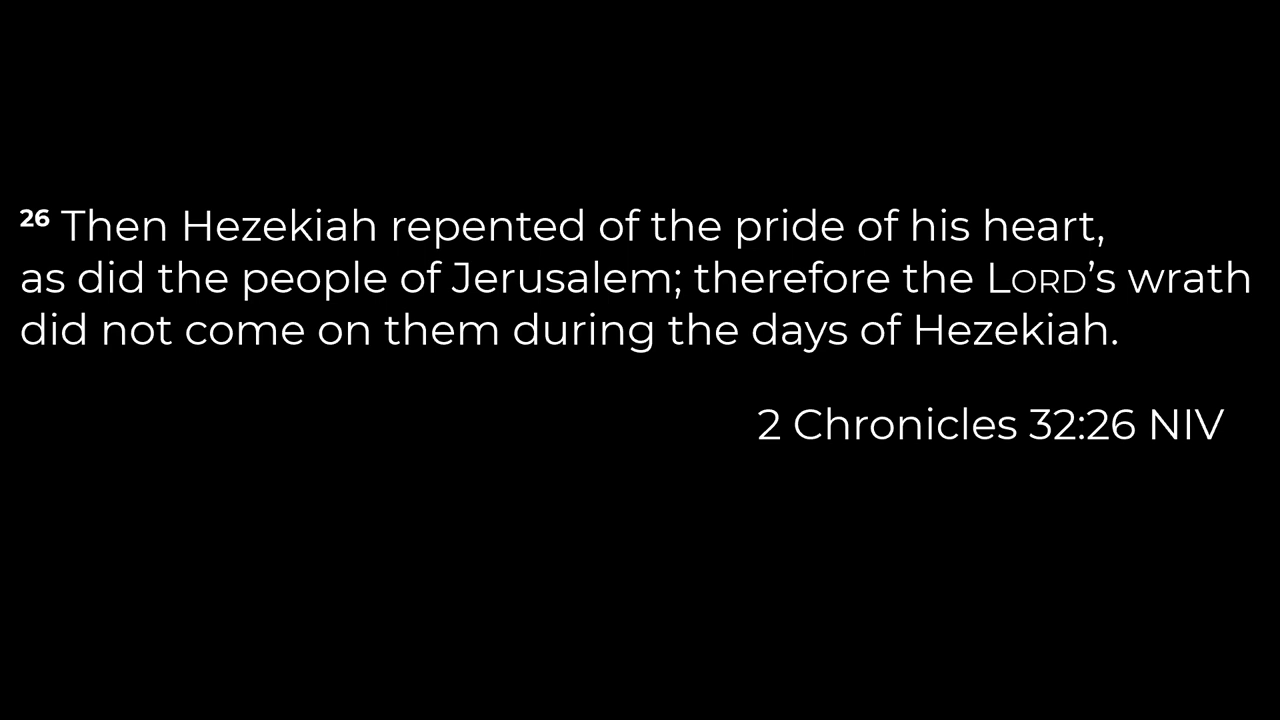 26 Then Hezekiah repented of the pride of his heart,
as did the people of Jerusalem; therefore the LORD’s wrath
did not come on them during the days of Hezekiah.
2 Chronicles 32:26 NIV